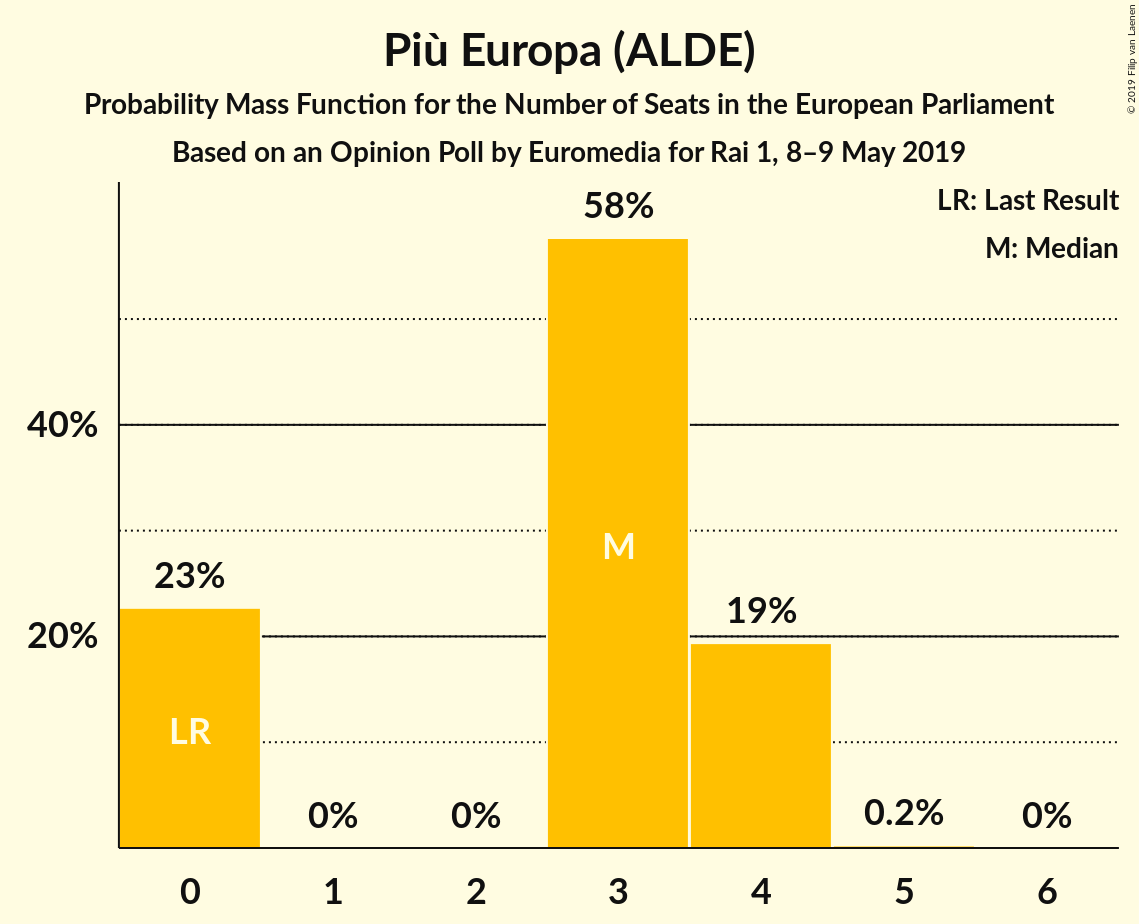 Più Europa (ALDE)
Probability Mass Function for the Number of Seats in the European Parliament
Based on an Opinion Poll by Euromedia for Rai 1, 8–9 May 2019
© 2019 Filip van Laenen
LR: Last Result
M: Median
58%
40%
M
23%
19%
20%
LR
0%
0%
0.2%
0%
0
1
2
3
4
5
6